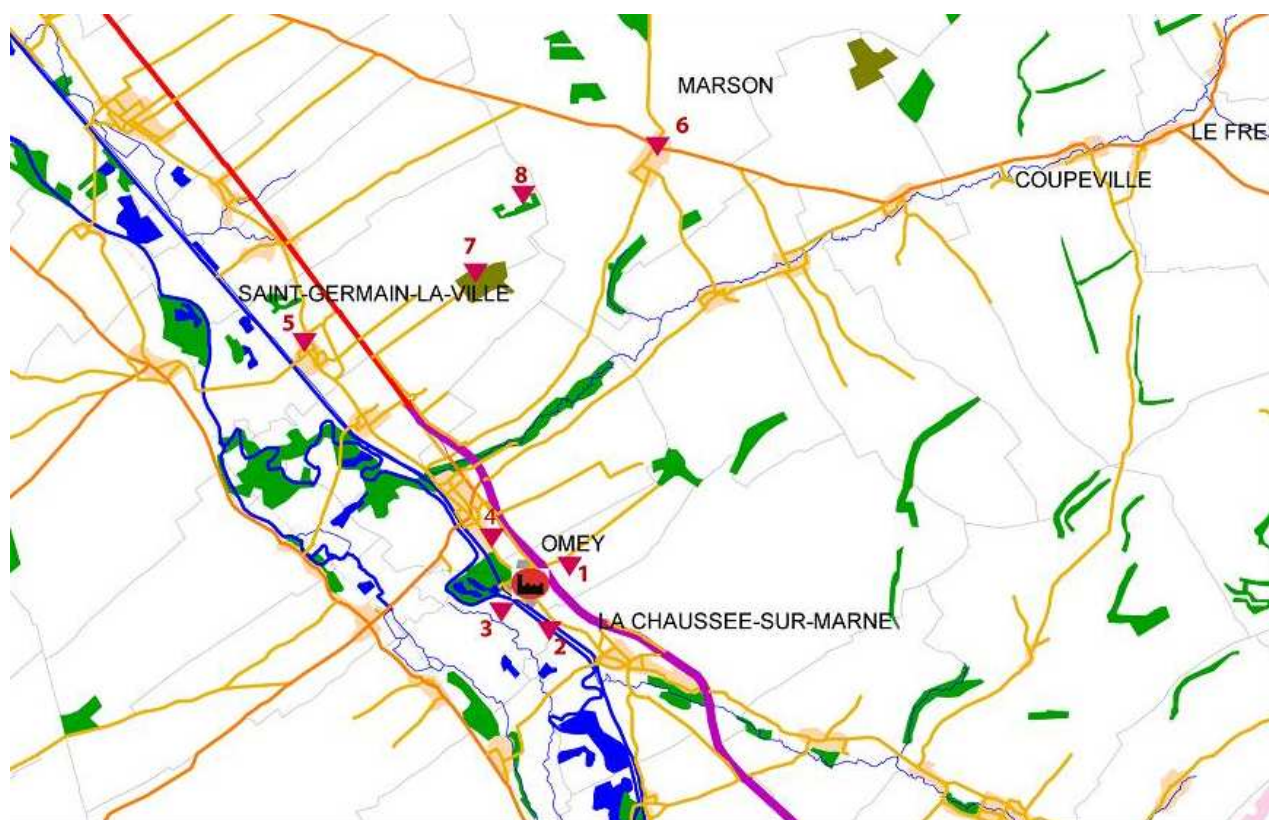 MARSON
6
LE FRE
COUPEVILLE
8
7
SAINT-GERMAIN-LA-VILLE
5
4
OMEY
1
3
2
LA CHAUSSEE-SUR-MARNE